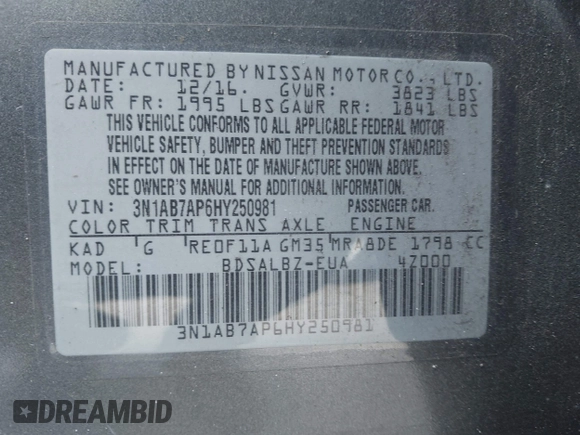 MANUFACTURED BY NISSAN MOTOR CO., LTD.
DATE: 12/16. GVWR: 3823 LBS
GAWR FR: 1995 LBS GAWR RR: 1841 LBS
THIS VEHICLE CONFORMS TO ALL APPLICABLE FEDERAL MOTOR
VEHICLE SAFETY, BUMPER AND THEFT PREVENTION STANDARDS
IN EFFECT ON THE DATE OF MANUFACTURE SHOWN ABOVE.
SEE OWNER'S MANUAL FOR ADDITIONAL INFORMATION.
VIN: 3N1AB7AP6HY250981 PASSENGER CAR.
COLOR TRIM TRANS AXLE ENGINE
KAD G RE0F11A GM35 MRA8DE 1798 CC
MODEL: BDSALBZ-EUA 4Z000
3N1AB7AP6HY250981
DREAMBID